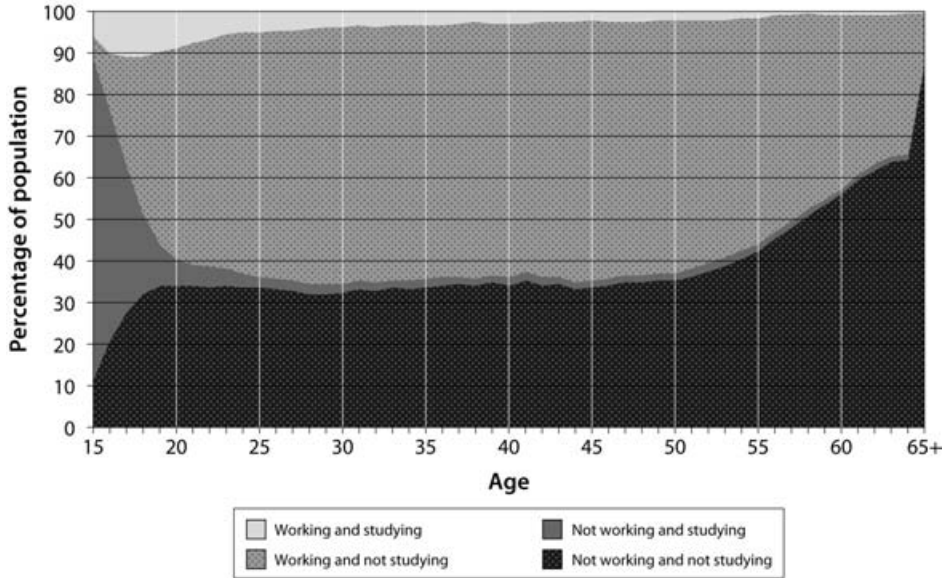 100
90
80
70
60
50
40
30
20
10
0
Percentage of population
15 20 25 30 35 40 45 50 55 60 65+
Age
Working and studying Not working and studying
Working and not studying Not working and not studying